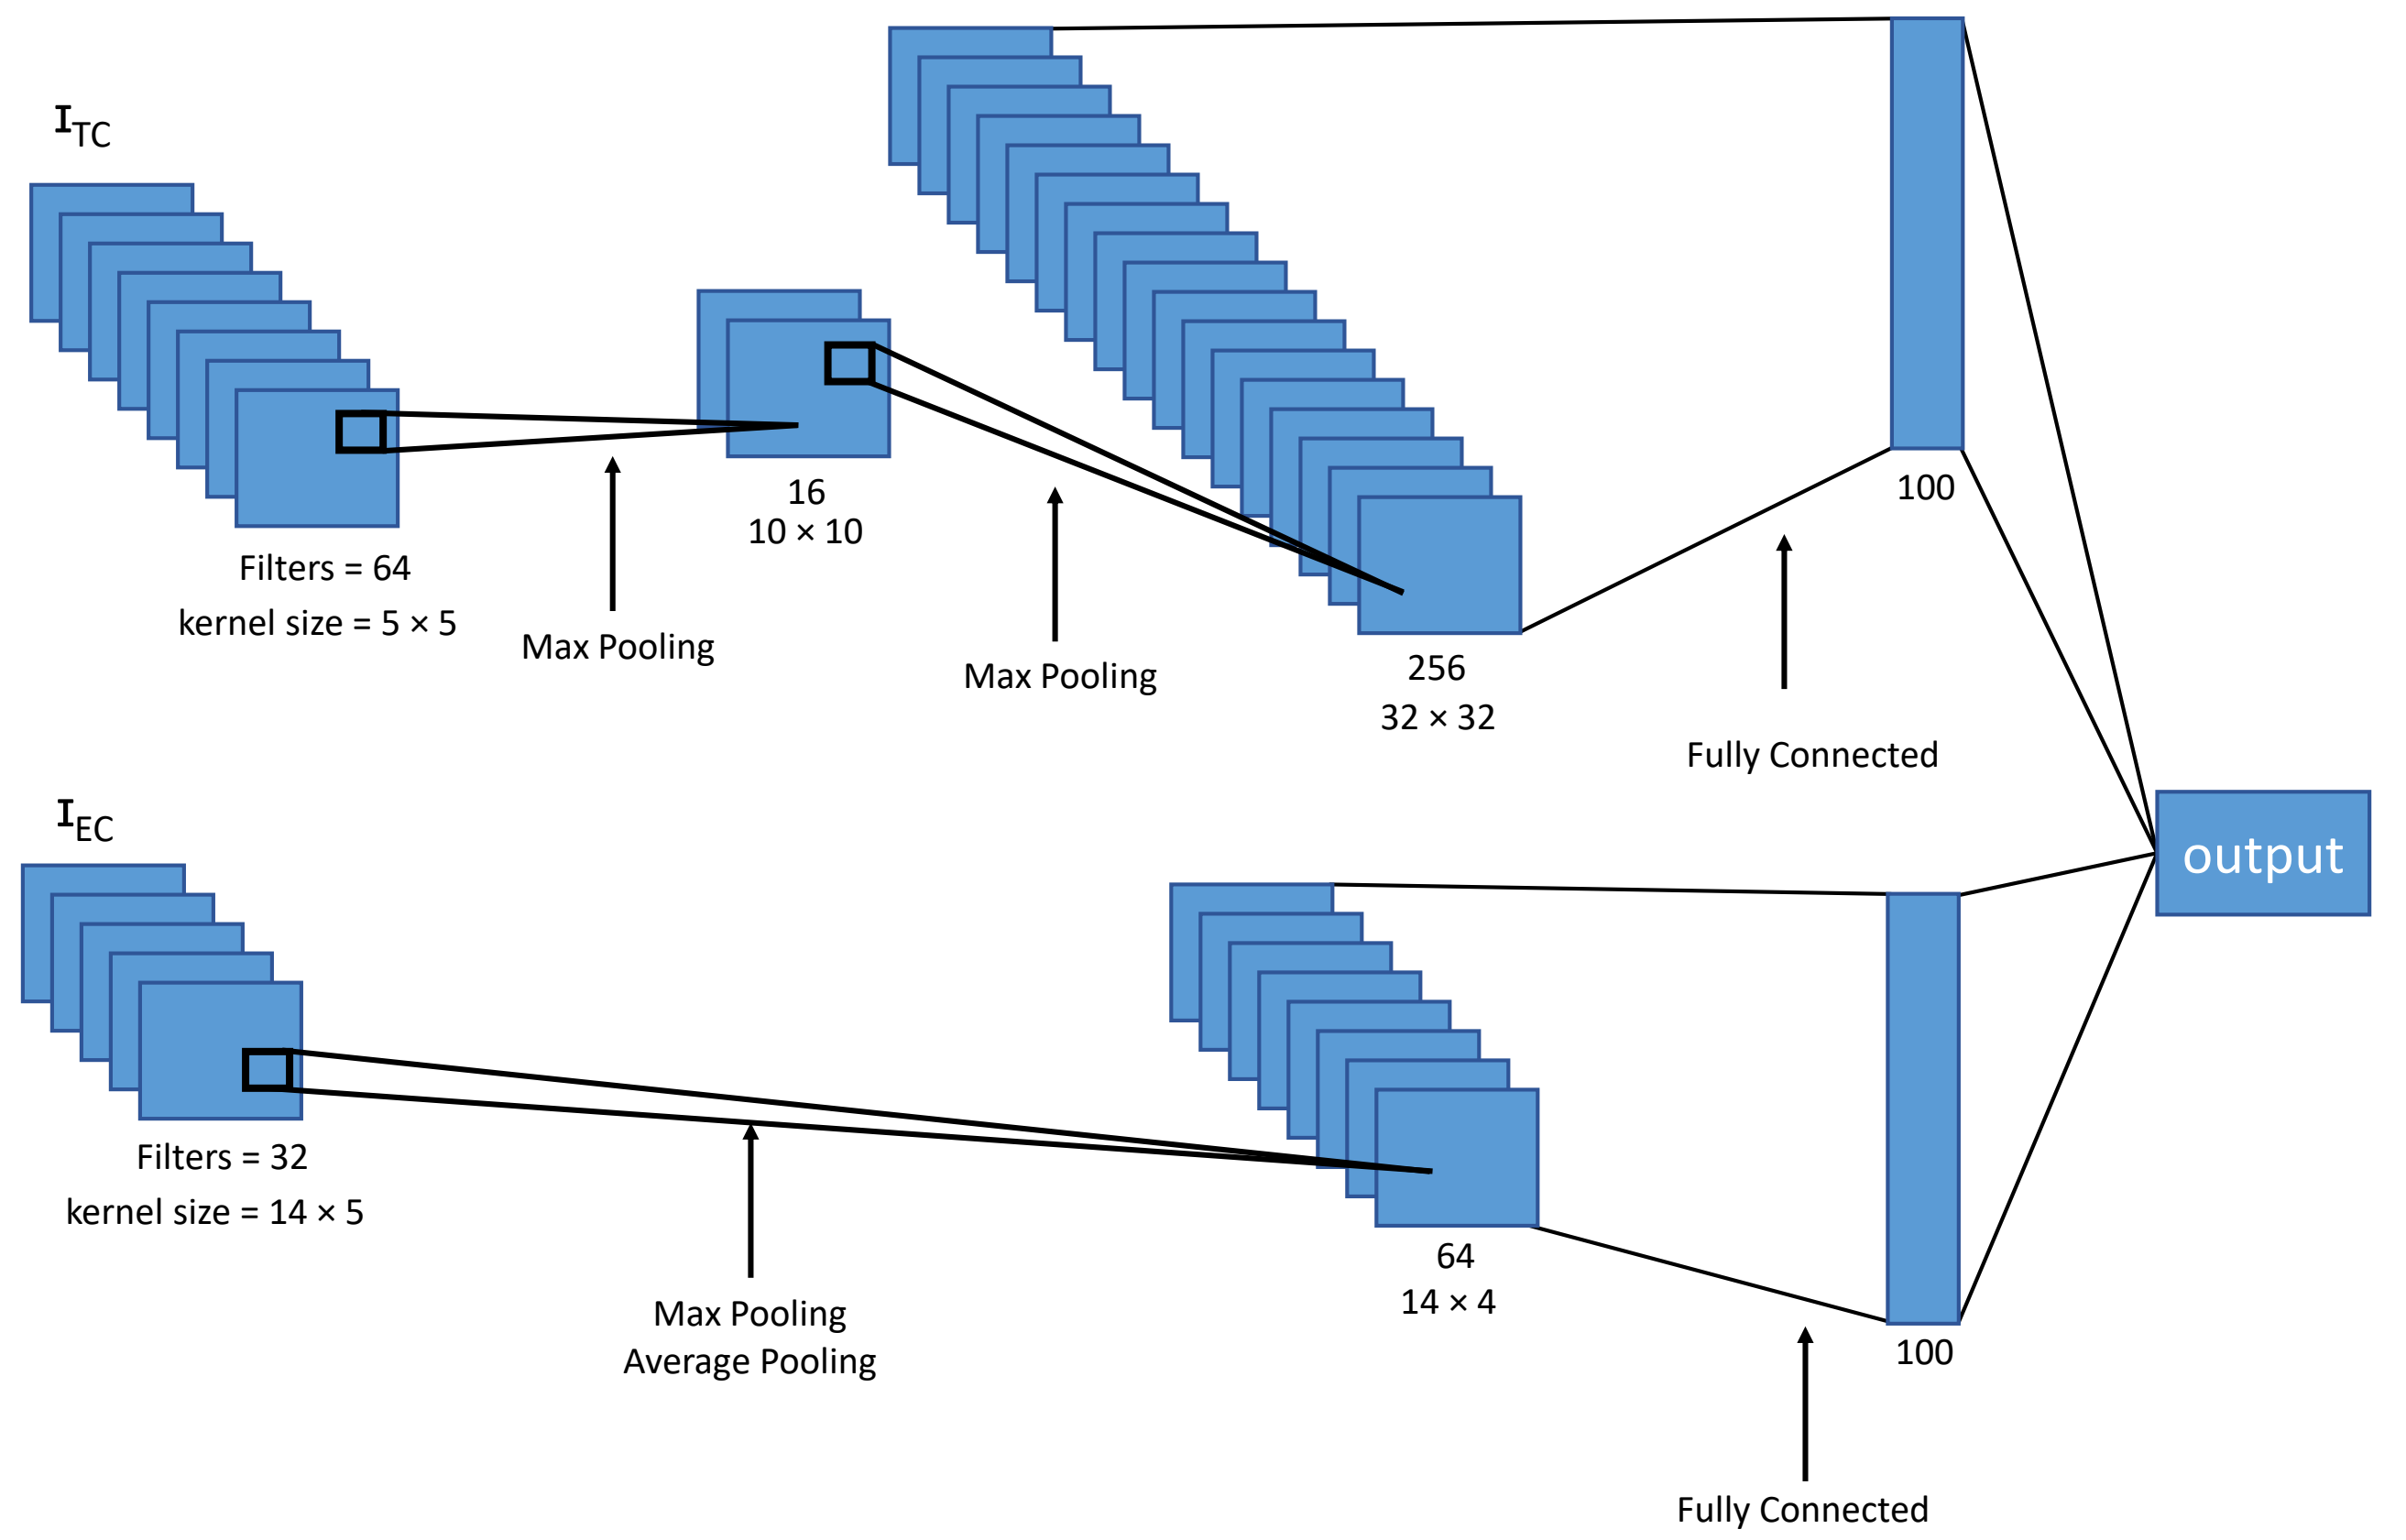 I_TC
Filters = 64
kernel size = 5 × 5
Max Pooling
16
10 × 10
Max Pooling
256
32 × 32
100
Fully Connected
I_EC
Filters = 32
kernel size = 14 × 5
Max Pooling
Average Pooling
64
14 × 4
100
Fully Connected
output